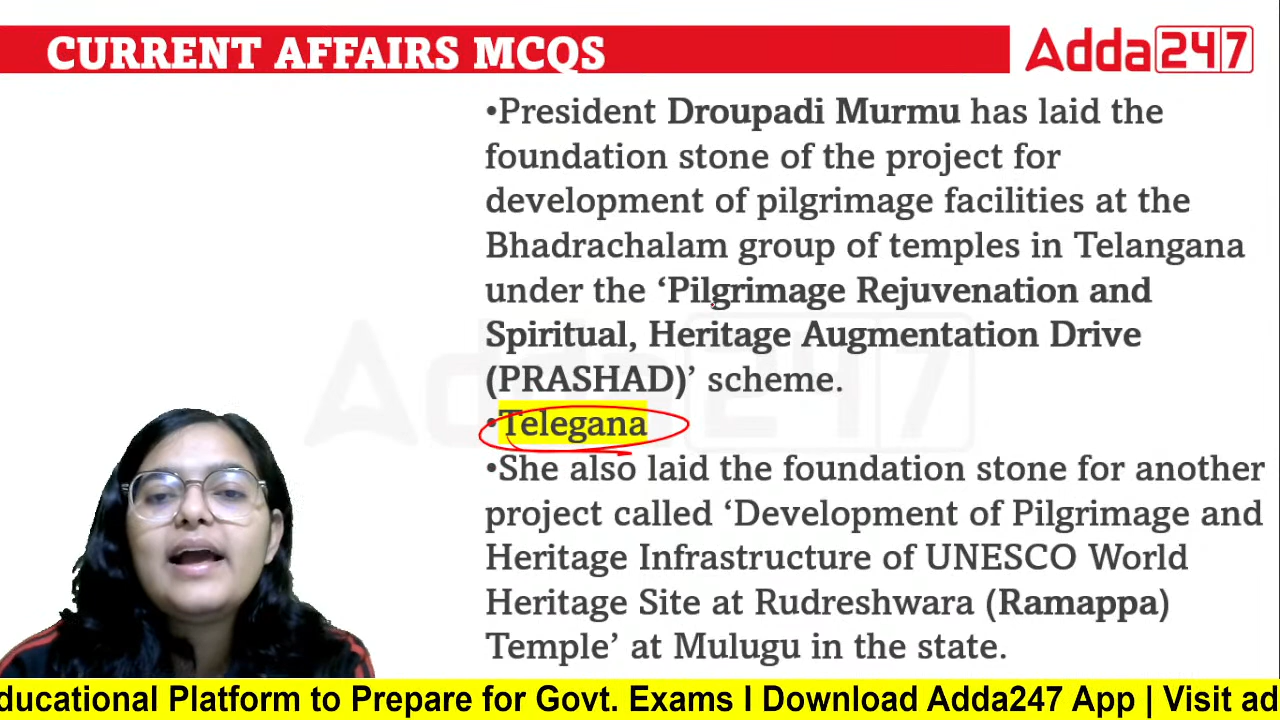 CURRENT AFFAIRS MCQS
Adda247
•President Droupadi Murmu has laid the
foundation stone of the project for
development of pilgrimage facilities at the
Bhadrachalam group of temples in Telangana
under the ‘Pilgrimage Rejuvenation and
Spiritual, Heritage Augmentation Drive
(PRASHAD)’ scheme.
•Telegana
•She also laid the foundation stone for another
project called ‘Development of Pilgrimage and
Heritage Infrastructure of UNESCO World
Heritage Site at Rudreshwara (Ramappa)
Temple’ at Mulugu in the state.
Adda247
ducational Platform to Prepare for Govt. Exams I Download Adda247 App | Visit ad